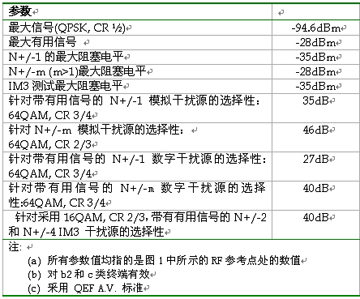 参数
最大信号(QPSK, CR ½) -94.6dBm
最大有用信号 -28dBm
N+/-1 的最大阻塞电平 -35dBm
N+/-m (m>1)最大阻塞电平 -28dBm
IM3 测试最大阻塞电平 -35dBm
针对带有用信号的 N+/-1 模拟干扰源的选择性: 35dB
64QAM, CR 3/4
针对 N+/-m 模拟干扰源的选择性: 46dB
64QAM, CR 2/3
针对带有用信号的 N+/-1 数字干扰源的选择性: 27dB
64QAM, CR 3/4
针对带有用信号的 N+/-m 数字干扰源的选择 40dB
性:64QAM, CR 3/4
针对采用 16QAM, CR 2/3,带有有用信号的 N+/-2 40dB
和 N+/-4 IM3 干扰源的选择性
注:
(a) 所有参数值均指的是图 1 中所示的 RF 参考点处的数值
(b) 对 b2 和 c 类终端有效
(c) 采用 QEF A.V. 标准